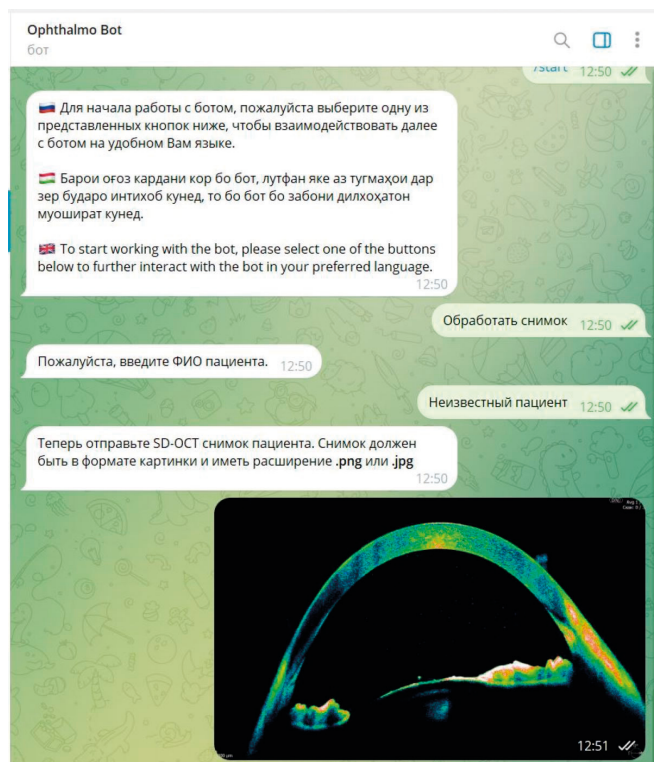 Ophthalmo Bot
бот
/start 12:50
🇷🇺 Для начала работы с ботом, пожалуйста выберите одну из
представленных кнопок ниже, чтобы взаимодействовать далее
с ботом на удобном Вам языке.
🇹🇯 Барои оғоз кардани кор бо бот, лутфан яке аз тугмаҳои дар
зер бударо интихоб кунед, то бо бот бо забони дилхоҳатон
муошират кунед.
🇬🇧 To start working with the bot, please select one of the buttons
below to further interact with the bot in your preferred language.
12:50
Обработать снимок 12:50
Пожалуйста, введите ФИО пациента. 12:50
Неизвестный пациент 12:50
Теперь отправьте SD-OCT снимок пациента. Снимок должен
быть в формате картинки и иметь расширение .png или .jpg
12:50
12:51